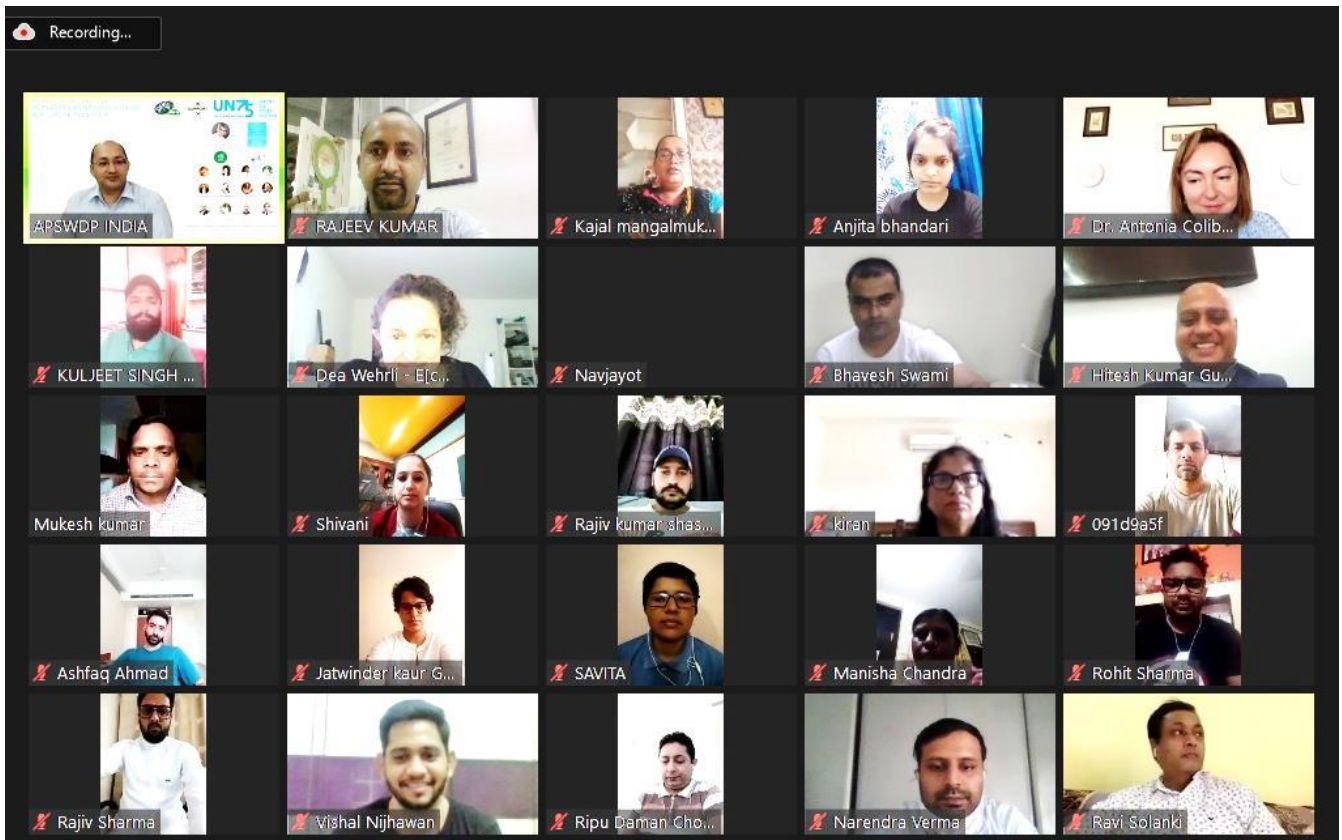 Recording...
UN75
APSWDP INDIA
RAJEEV KUMAR
Kajal mangalmuk...
Anjita bhandari
Dr. Antonia Colib...
KULJEET SINGH ...
Dea Wehrli - E[c...
Navjayot
Bhavesh Swami
Hitesh Kumar Gu...
Mukesh kumar
Shivani
Rajiv kumar shas...
kiran
091d9a5f
Ashfaq Ahmad
Jatwinder kaur G...
SAVITA
Manisha Chandra
Rohit Sharma
Rajiv Sharma
Vishal Nijhawan
Ripu Daman Cho...
Narendra Verma
Ravi Solanki